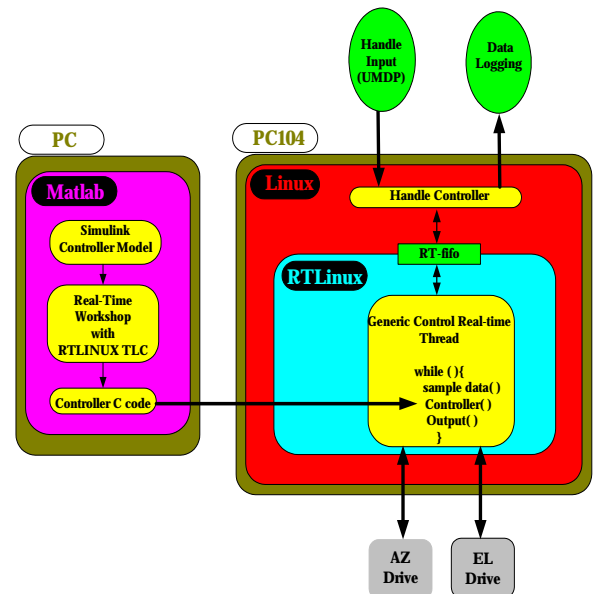 Handle
Input
(UMDP)
Data
Logging
PC
PC104
Matlab
Linux
Simulink
Controller Model
Handle Controller
RT-fifo
RTLinux
Real-Time
Workshop
with
RTLINUX TLC
Generic Control Real-time
Thread
while ( ){
sample data( )
Controller( )
Output( )
}
Controller C code
AZ
Drive
EL
Drive